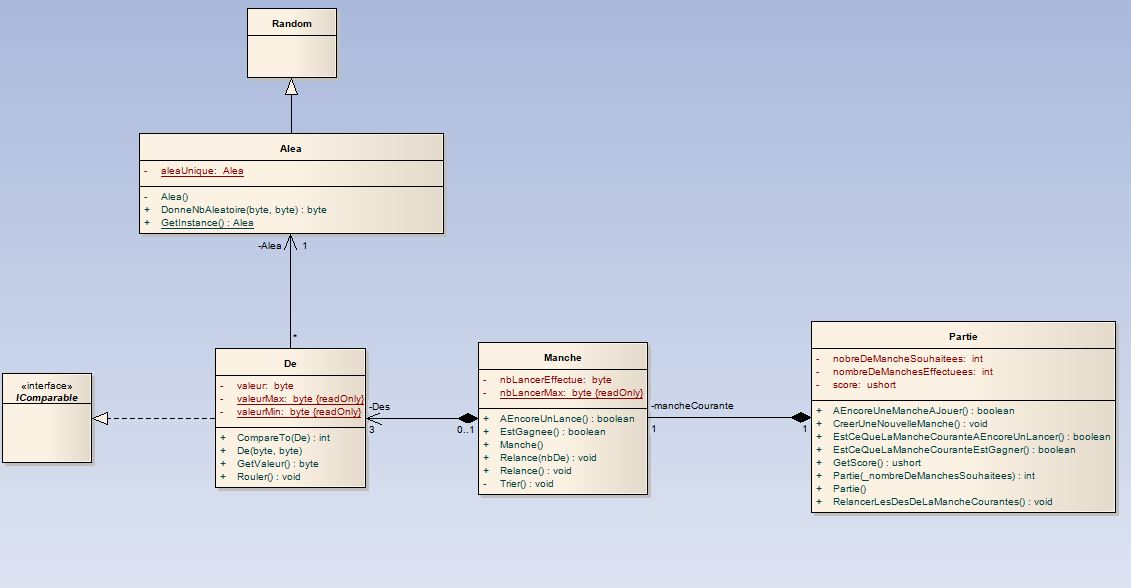 Random
Alea
- aleaUnique: Alea
- Alea()
+ DonneNbAleatoire(byte, byte) : byte
+ GetInstance() : Alea
-Alea 1
*
«interface»
IComparable
De
- valeur: byte
- valeurMax: byte {readOnly}
- valeurMin: byte {readOnly}
+ CompareTo(De) : int
+ De(byte, byte)
+ GetValeur() : byte
+ Rouler() : void
-Des
3
0..1
Manche
- nbLancerEffectue: byte
- nbLancerMax: byte {readOnly}
+ AEncoreUnLance() : boolean
+ EstGagnee() : boolean
+ Manche()
+ Relance(nbDe) : void
+ Relance() : void
- Trier() : void
-mancheCourante
1
1
Partie
- nobreDeMancheSouhaitees: int
- nombreDeManchesEffectuees: int
- score: ushort
+ AEncoreUneMancheAJouer() : boolean
+ CreerUneNouvelleManche() : void
+ EstCeQueLaMancheCouranteAEncoreUnLancer() : boolean
+ EstCeQueLaMancheCouranteEstGagner() : boolean
+ GetScore() : ushort
+ Partie(_nombreDeManchesSouhaitees) : int
+ Partie()
+ RelancerLesDesDeLaMancheCourantes() : void